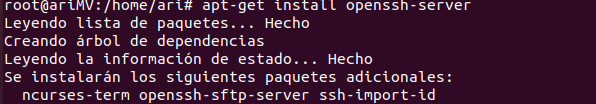 root@ariMV:/home/ari# apt-get install openssh-server
Leyendo lista de paquetes... Hecho
Creando árbol de dependencias
Leyendo la información de estado... Hecho
Se instalarán los siguientes paquetes adicionales:
  ncurses-term openssh-sftp-server ssh-import-id